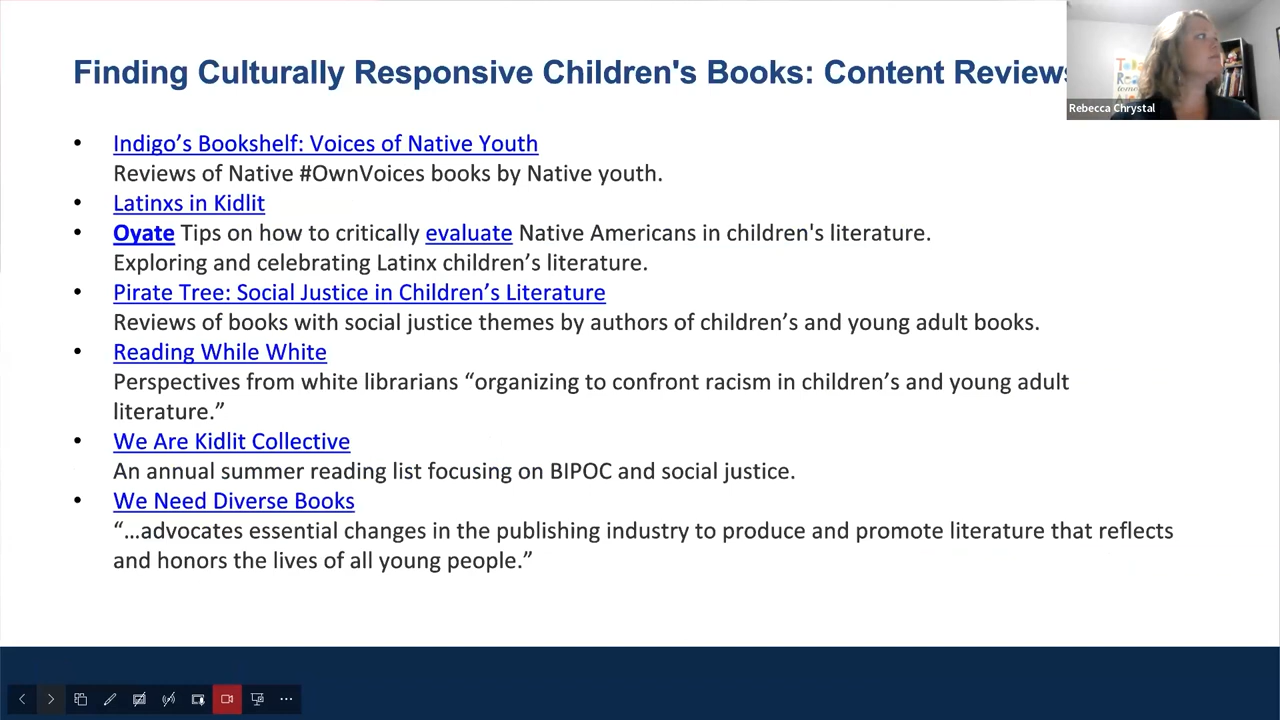 Finding Culturally Responsive Children's Books: Content Reviews
Rebecca Chrystal
• Indigo’s Bookshelf: Voices of Native Youth
Reviews of Native #OwnVoices books by Native youth.
• Latinxs in Kidlit
• Oyate Tips on how to critically evaluate Native Americans in children's literature.
Exploring and celebrating Latinx children’s literature.
• Pirate Tree: Social Justice in Children’s Literature
Reviews of books with social justice themes by authors of children’s and young adult books.
• Reading While White
Perspectives from white librarians “organizing to confront racism in children’s and young adult
literature.”
• We Are Kidlit Collective
An annual summer reading list focusing on BIPOC and social justice.
• We Need Diverse Books
“…advocates essential changes in the publishing industry to produce and promote literature that reflects
and honors the lives of all young people.”